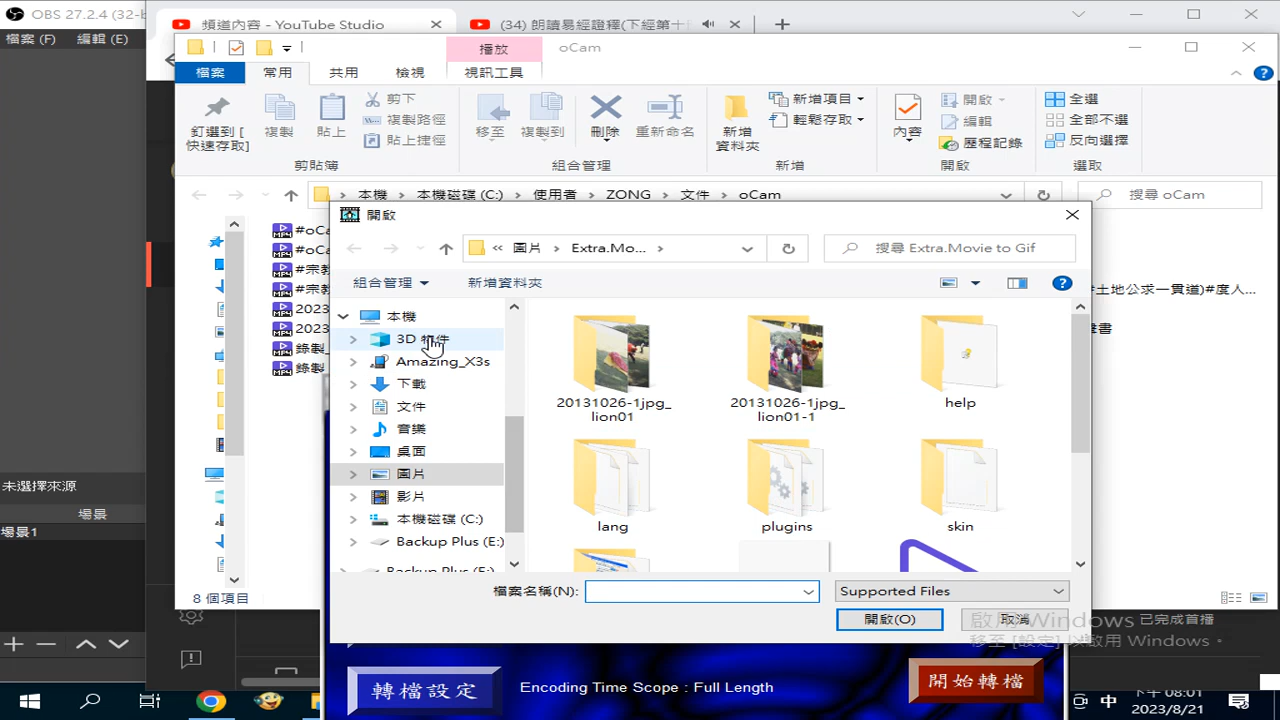 OBS 27.2.4 (32-b
檔案 (F) 編輯 (E)
頻道內容 - YouTube Studio
(34) 朗讀易經證釋(下經第十
播放
oCam
檔案 常用 共用 檢視 視訊工具
釘選到 [
快速存取]
複製
貼上
剪下
複製路徑
貼上捷徑
剪貼簿
移至
複製到
刪除
重新命名
組合管理
新增
資料夾
新增項目
輕鬆存取
新增
內容
開啟
編輯
歷程記錄
開啟
全選
全部不選
反向選擇
選取
本機 本機磁碟 (C:) 使用者 ZONG 文件 oCam
搜尋 oCam
#oCa
#oCa
#宗教
#宗教
2023
2023
錄製_
錄製_
土地公求一貫道)#度人...
8 個項目
開啟
« 圖片 Extra.Mo...
搜尋 Extra.Movie to Gif
組合管理 新增資料夾
本機
3D 物件
Amazing_X3s
下載
文件
音樂
桌面
圖片
影片
本機磁碟 (C:)
Backup Plus (E:)
Backup Plus (E:)
20131026-1jpg_
lion01
20131026-1jpg_
lion01-1
help
lang
plugins
skin
檔案名稱(N):
Supported Files
開啟(O)
取消
啟用 Windows
移至 [設定] 以啟用 Windows。
已完成首播
未選擇來源
場景
場景1
轉檔設定
Encoding Time Scope : Full Length
開始轉檔
中
下午 08:01
2023/8/21